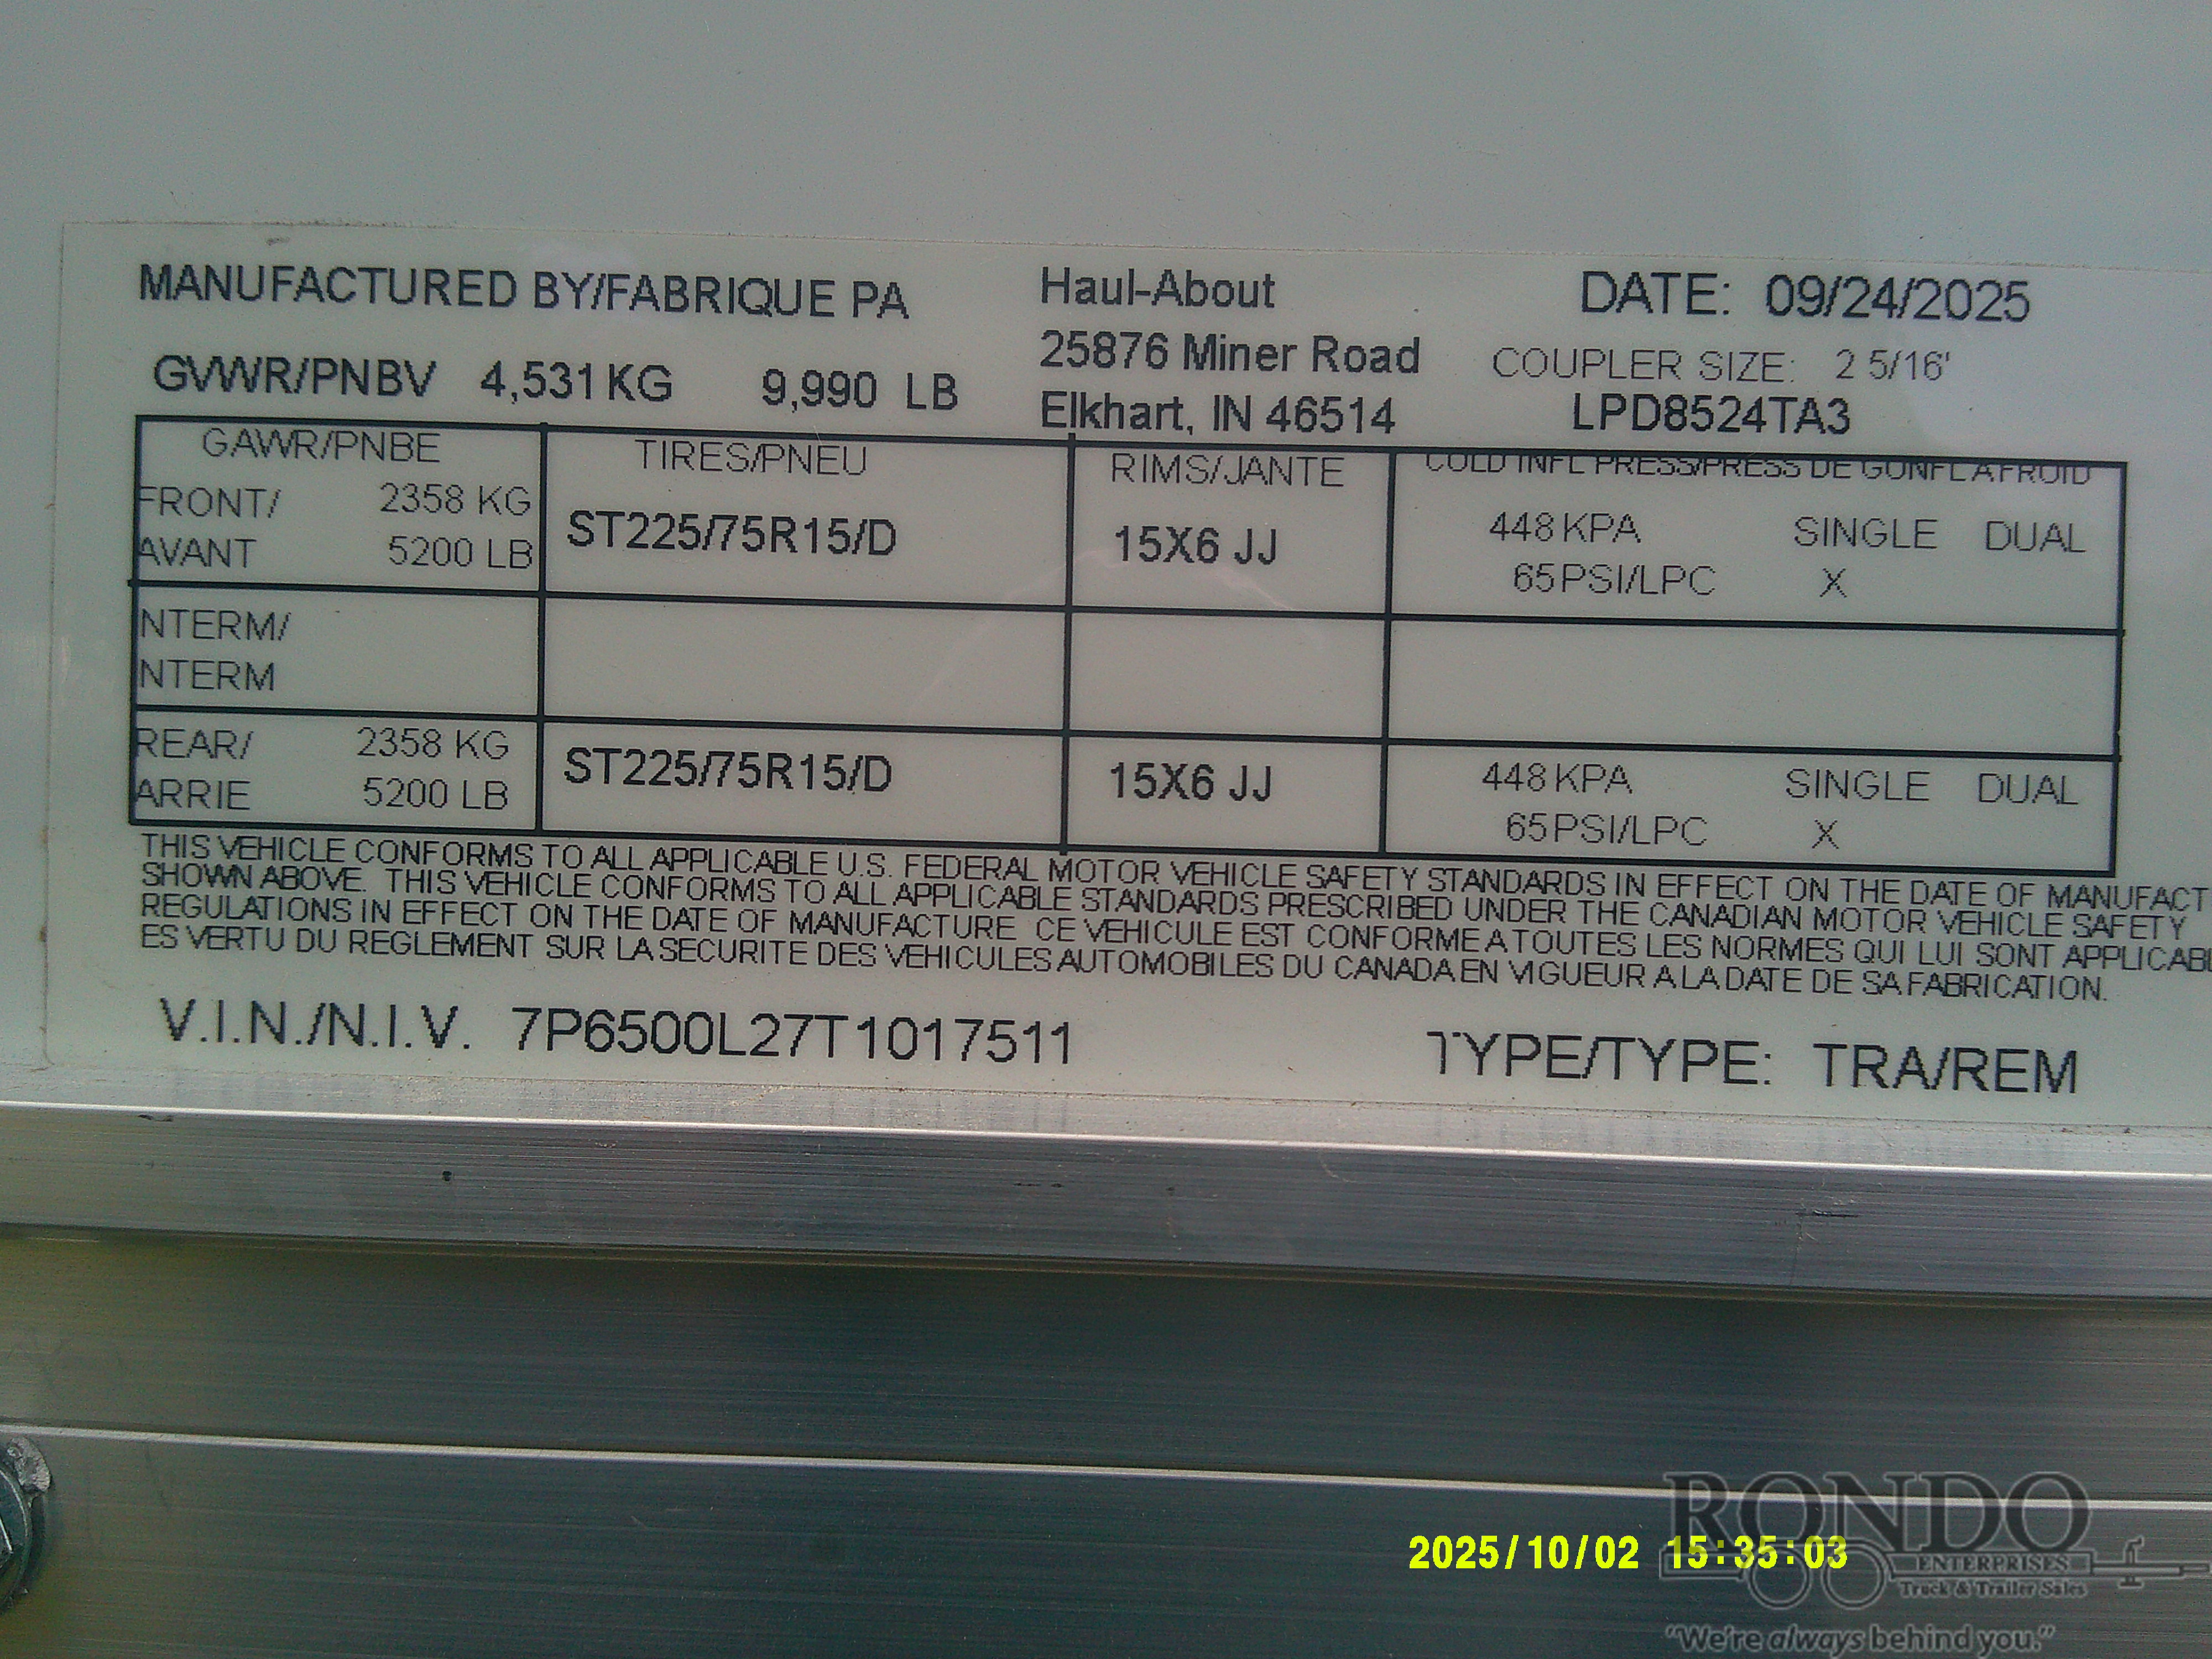 MANUFACTURED BY/FABRIQUE PA Haul-About DATE: 09/24/2025
25876 Miner Road COUPLER SIZE: 2 5/16'
GVWR/PNBV 4,531 KG 9,990 LB Elkhart, IN 46514 LPD8524TA3
GAWR/PNBE TIRES/PNEU RIMS/JANTE COLD INFL PRESS/PRESS DE GONFL A FROID
FRONT/ 2358 KG ST225/75R15/D 15X6 JJ 448 KPA SINGLE DUAL
AVANT 5200 LB 65 PSI/LPC X
NTERM/
NTERM
REAR/ 2358 KG ST225/75R15/D 15X6 JJ 448 KPA SINGLE DUAL
ARRIE 5200 LB 65 PSI/LPC X
THIS VEHICLE CONFORMS TO ALL APPLICABLE U.S. FEDERAL MOTOR VEHICLE SAFETY STANDARDS IN EFFECT ON THE DATE OF MANUFACT
SHOWN ABOVE. THIS VEHICLE CONFORMS TO ALL APPLICABLE STANDARDS PRESCRIBED UNDER THE CANADIAN MOTOR VEHICLE SAFETY
REGULATIONS IN EFFECT ON THE DATE OF MANUFACTURE CE VEHICULE EST CONFORME A TOUTES LES NORMES QUI LUI SONT APPLICABL
ES VERTU DU REGLEMENT SUR LA SECURITE DES VEHICULES AUTOMOBILES DU CANADA EN VIGUEUR A LA DATE DE SA FABRICATION.
V.I.N./N.I.V. 7P6500L27T1017511 TYPE/TYPE: TRA/REM
2025/10/02 15:35:03
RONDO
ENTERPRISES
Truck & Trailer Sales
"We're always behind you."